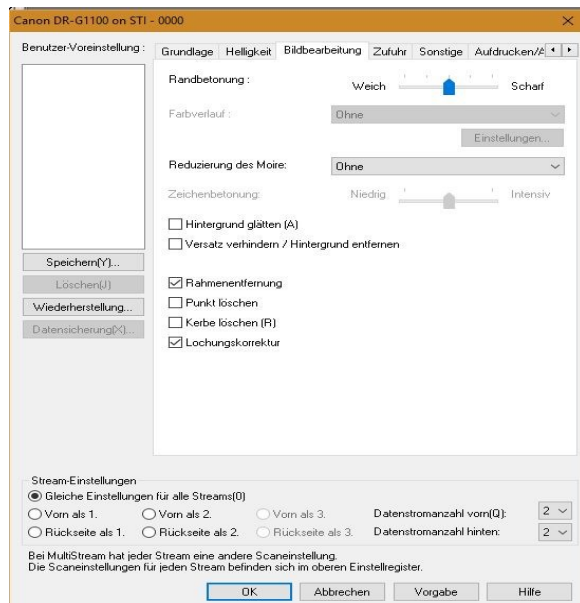 Canon DR-G1100 on STI - 0000
Benutzer-Voreinstellung :
Grundlage Helligkeit Bildbearbeitung Zufuhr Sonstige Aufdrucken/A
Randbetonung :
Weich Scharf
Farbverlauf :
Ohne
Einstellungen...
Reduzierung des Moire:
Ohne
Zeichenbetonung:
Niedrig Intensiv
Hintergrund glätten (A)
Versatz verhindern / Hintergrund entfernen
Speichern(Y)...
Löschen(J)
Wiederherstellung...
Datensicherung(X)...
Rahmenentfernung
Punkt löschen
Kerbe löschen (R)
Lochungskorrektur
Stream-Einstellungen
Gleiche Einstellungen für alle Streams(0)
Vorn als 1. Vorn als 2. Vorn als 3. Datenstromanzahl vorn(Q): 2
Rückseite als 1. Rückseite als 2. Rückseite als 3. Datenstromanzahl hinten: 2
Bei MultiStream hat jeder Stream eine andere Scaneinstellung.
Die Scaneinstellungen für jeden Stream befinden sich im oberen Einstellregister.
OK Abbrechen Vorgabe Hilfe